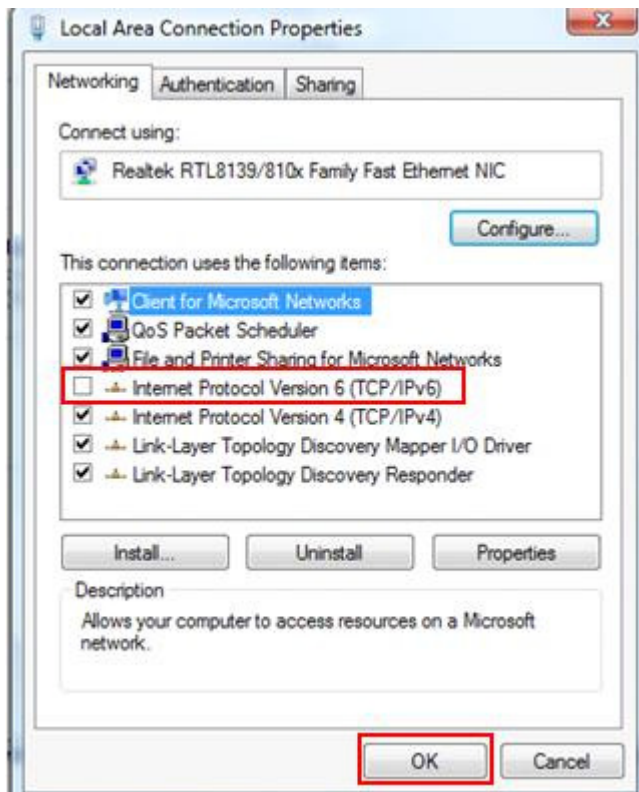 Local Area Connection Properties
Networking Authentication Sharing
Connect using:
Realtek RTL8139/810x Family Fast Ethernet NIC
Configure...
This connection uses the following items:
Client for Microsoft Networks
QoS Packet Scheduler
File and Printer Sharing for Microsoft Networks
Internet Protocol Version 6 (TCP/IPv6)
Internet Protocol Version 4 (TCP/IPv4)
Link-Layer Topology Discovery Mapper I/O Driver
Link-Layer Topology Discovery Responder
Install... Uninstall Properties
Description
Allows your computer to access resources on a Microsoft
network.
OK Cancel